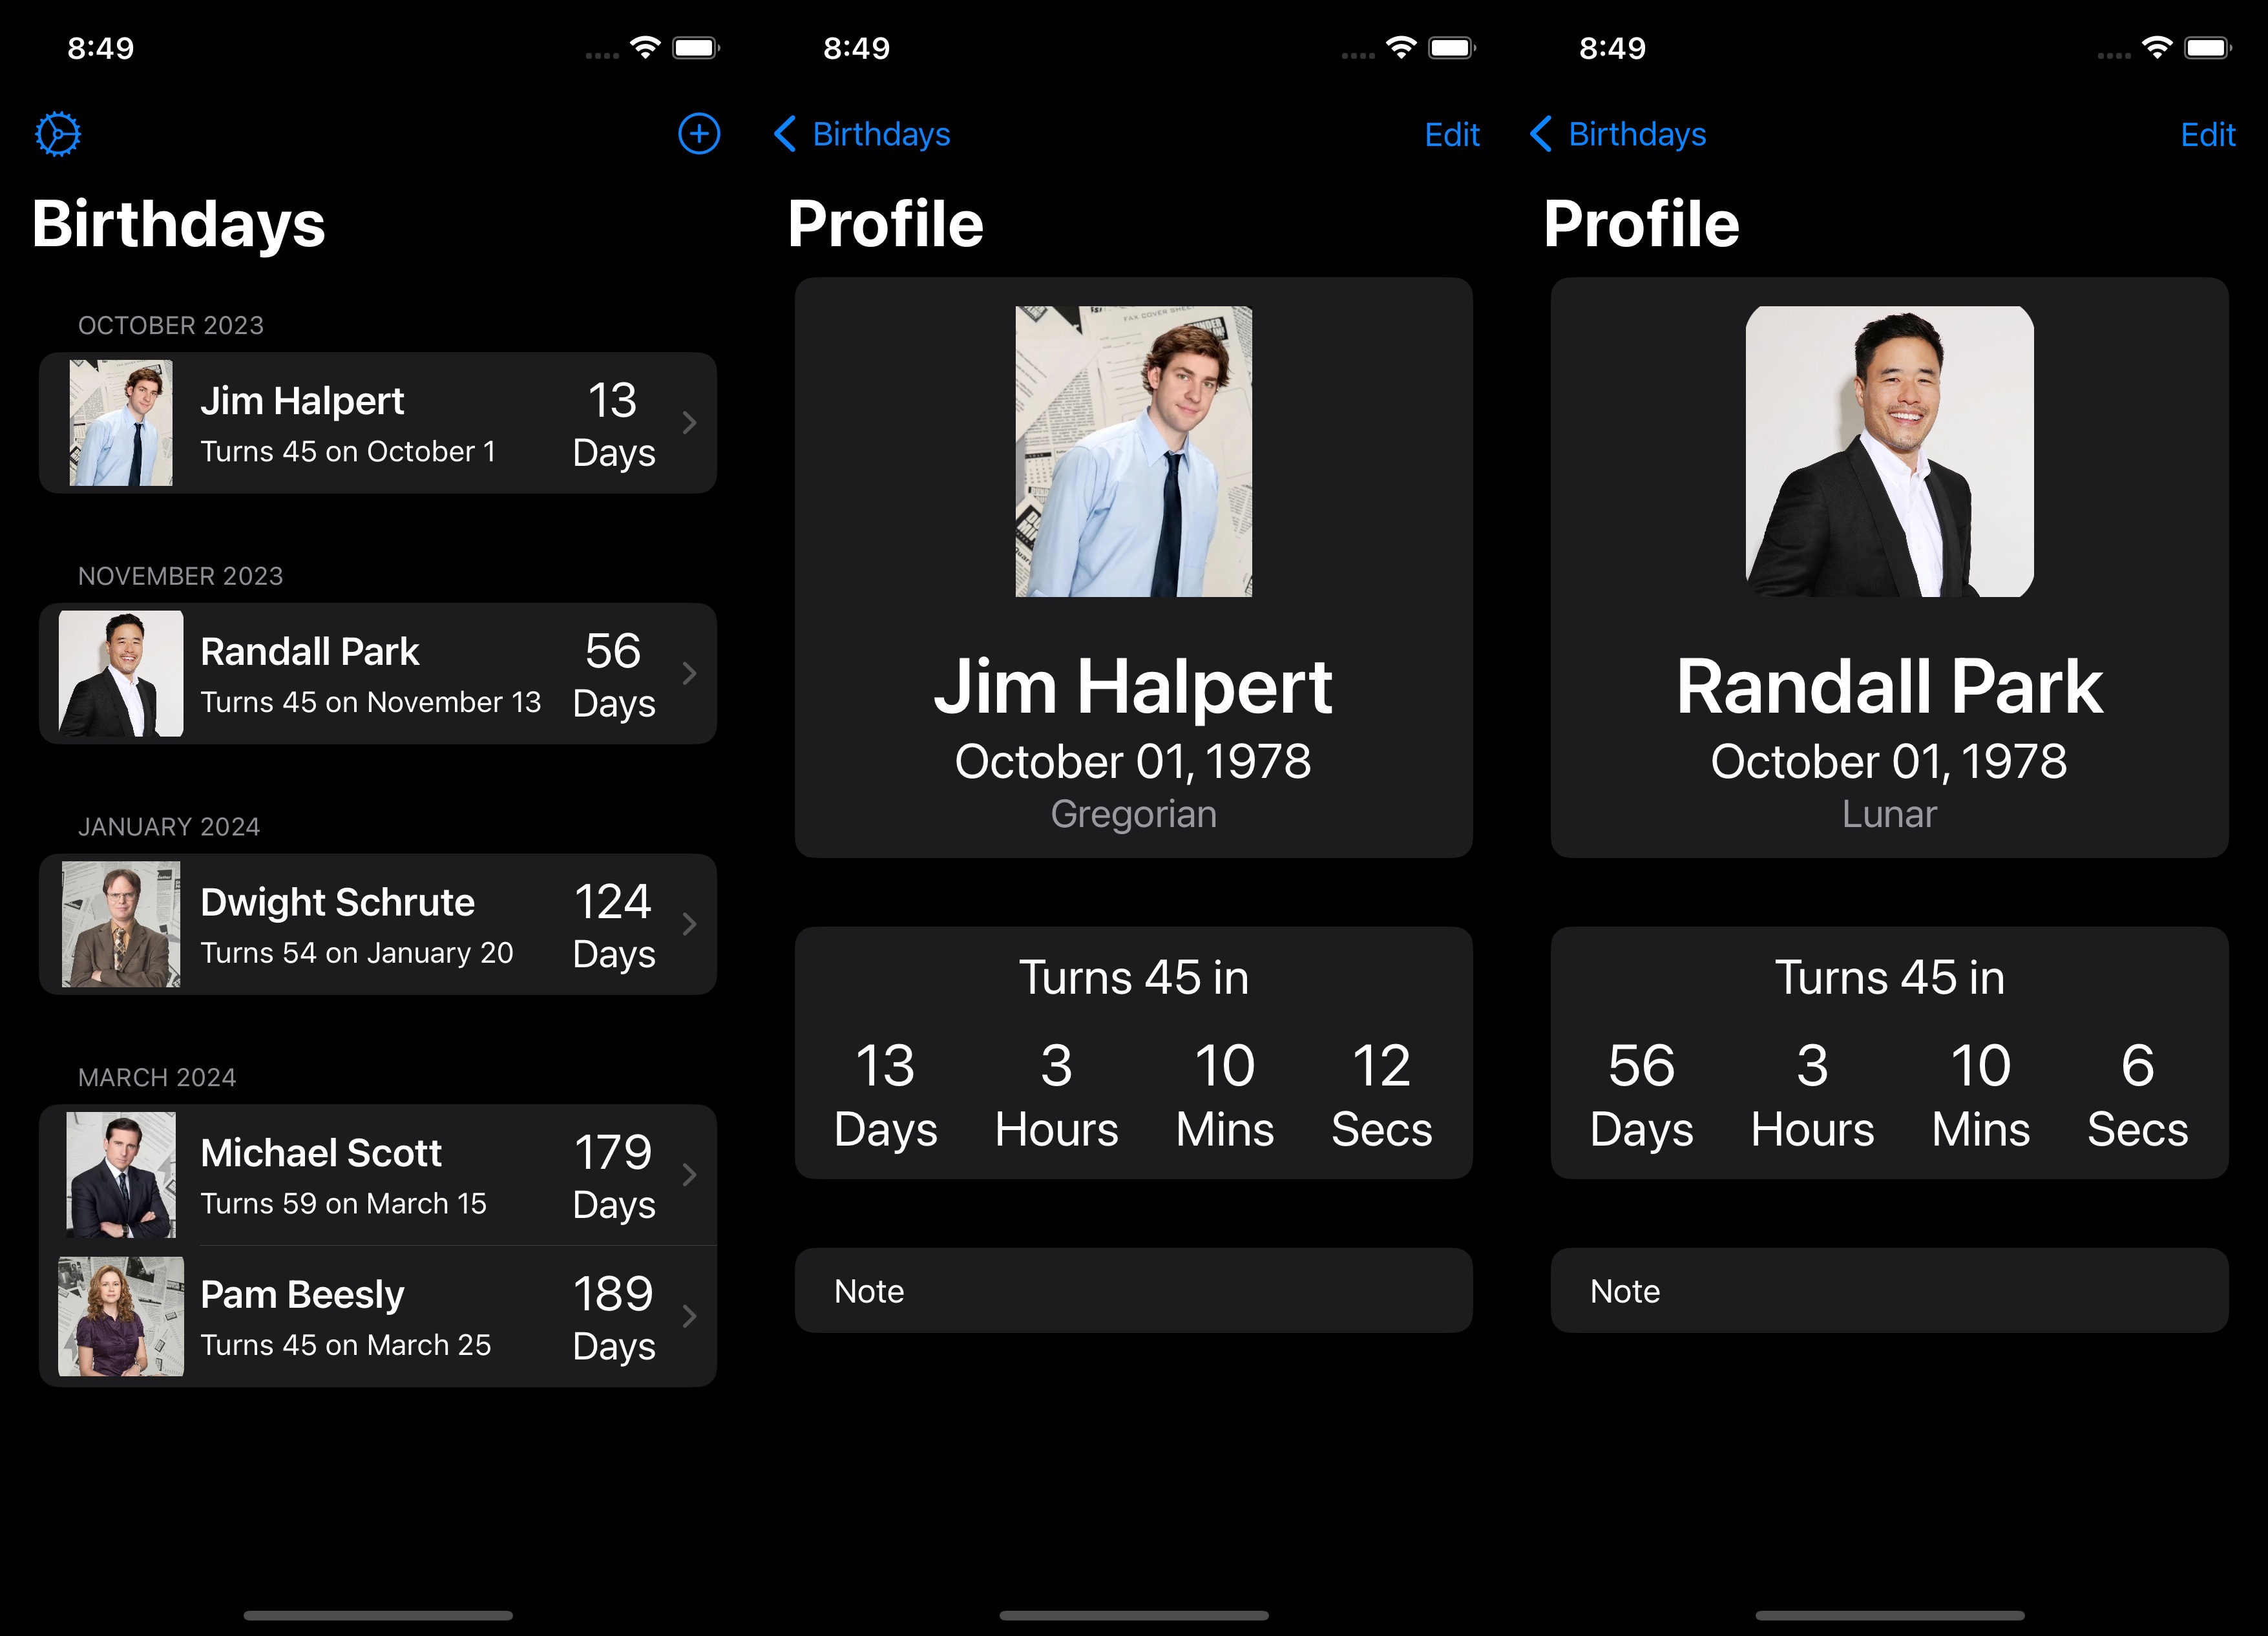 8:49
Birthdays
OCTOBER 2023
Jim Halpert
Turns 45 on October 1
13
Days
NOVEMBER 2023
Randall Park
Turns 45 on November 13
56
Days
JANUARY 2024
Dwight Schrute
Turns 54 on January 20
124
Days
MARCH 2024
Michael Scott
Turns 59 on March 15
179
Days
Pam Beesly
Turns 45 on March 25
189
Days
8:49
Birthdays
Edit
Profile
FAX COVER SHEET
Jim Halpert
October 01, 1978
Gregorian
Turns 45 in
13 3 10 12
Days Hours Mins Secs
Note
8:49
Birthdays
Edit
Profile
Randall Park
October 01, 1978
Lunar
Turns 45 in
56 3 10 6
Days Hours Mins Secs
Note